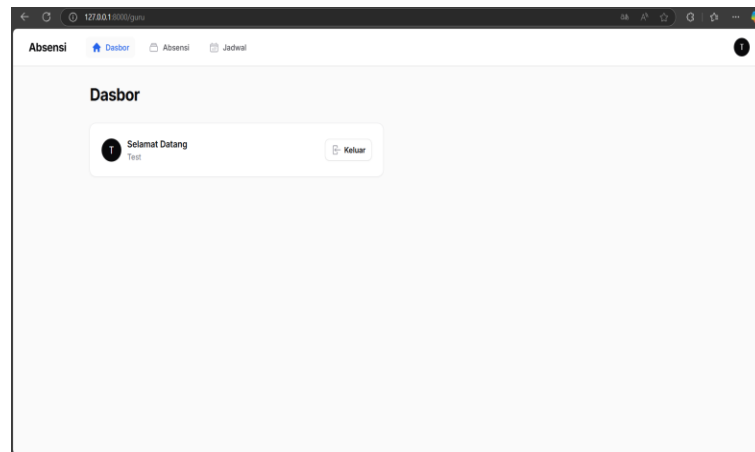 127.0.0.1:8000/guru
Absensi
Dasbor
Absensi
Jadwal
T
Dasbor
T
Selamat Datang
Test
Keluar